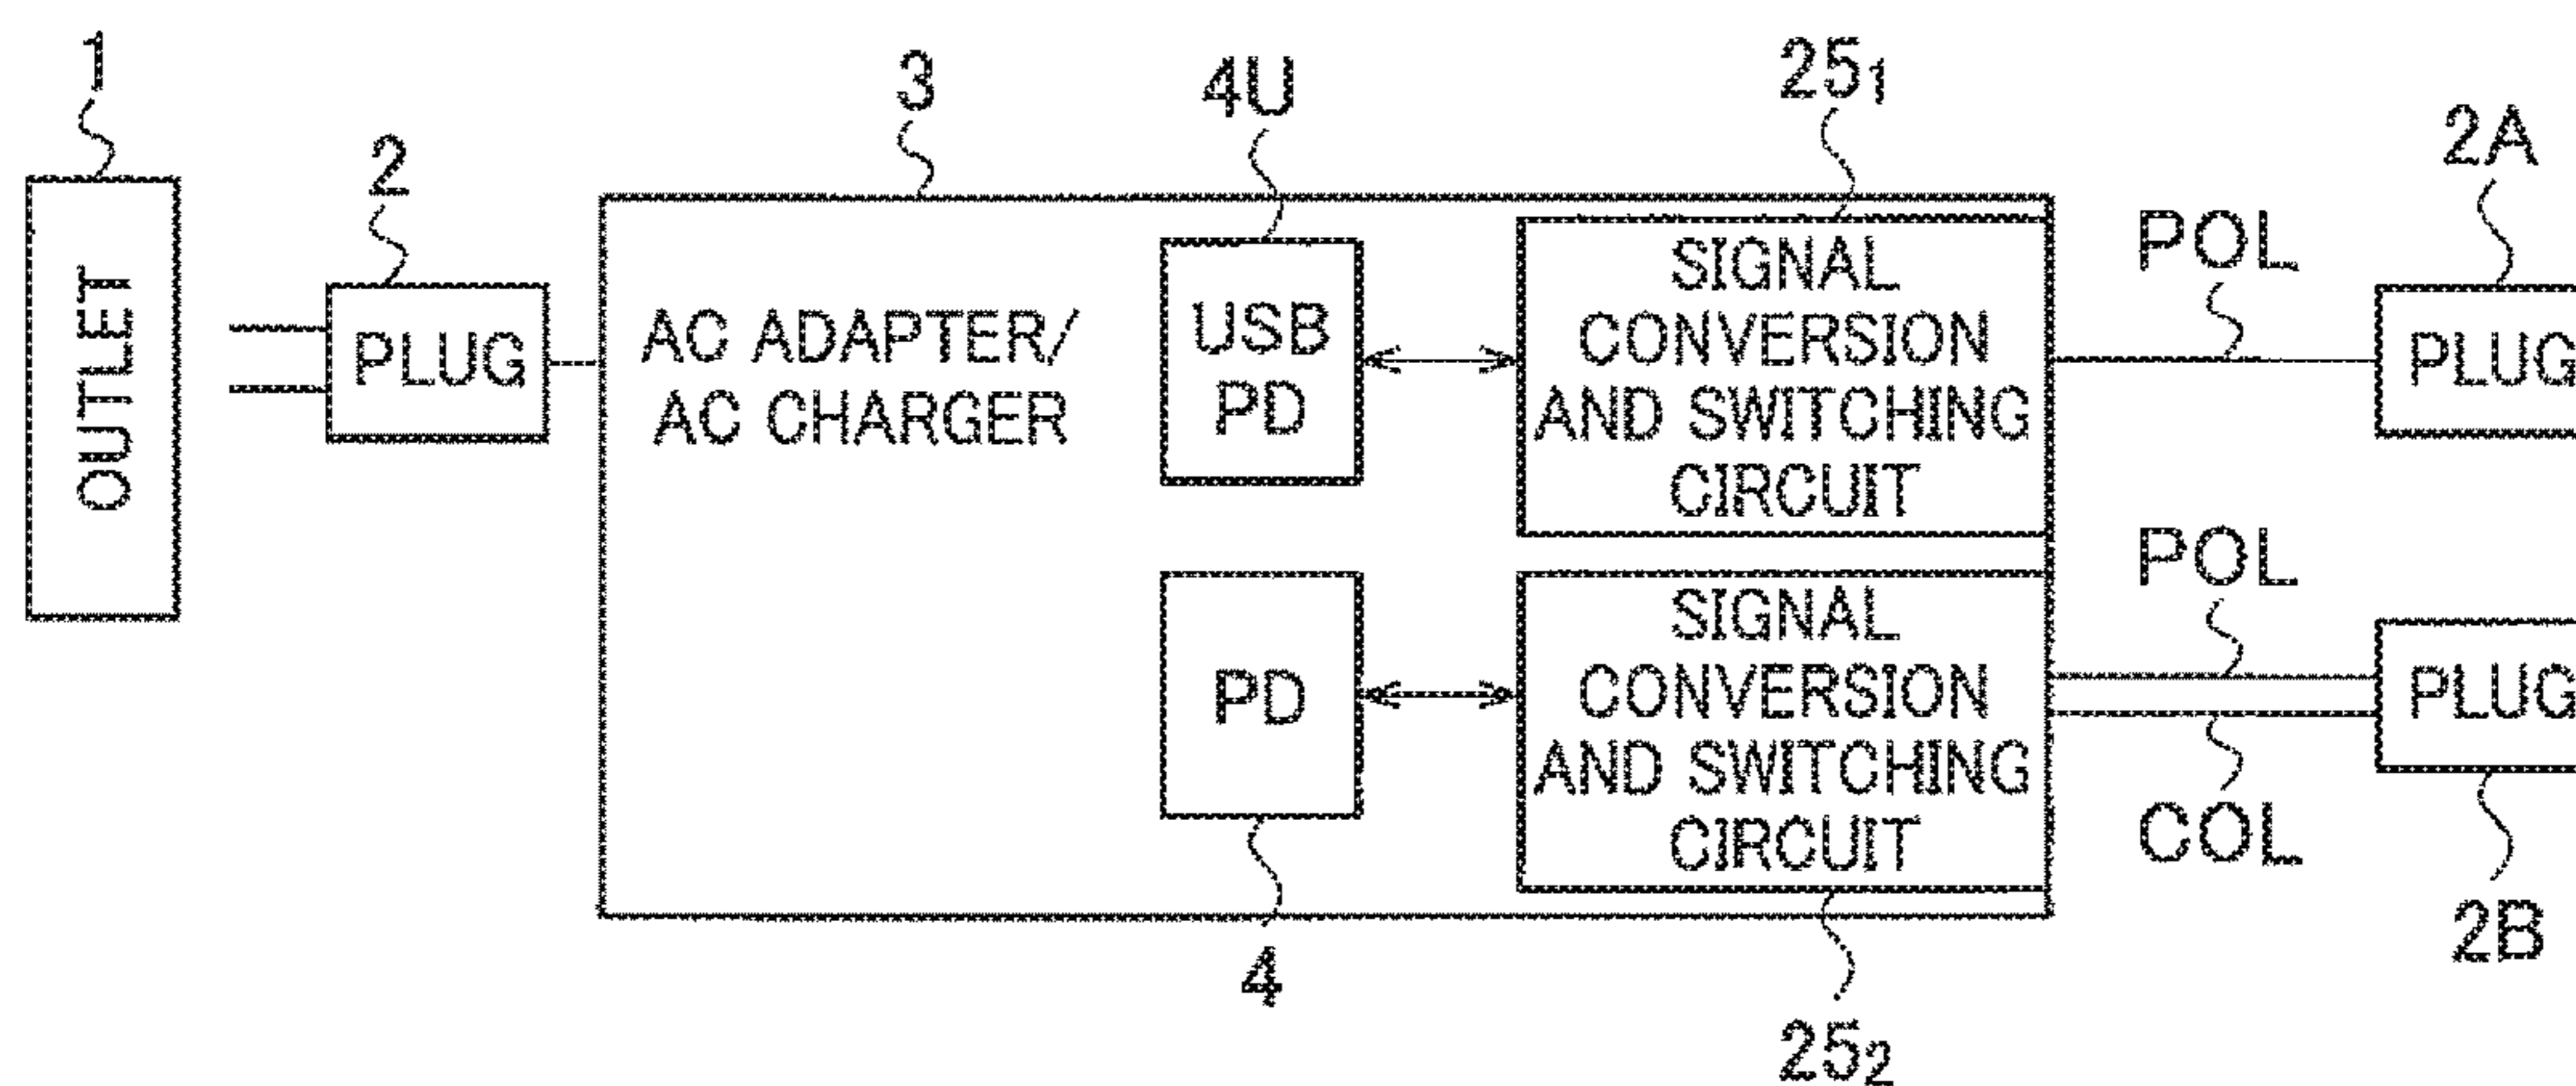 1
2
3
4U
25₁
2A
OUTLET
PLUG
AC ADAPTER/
AC CHARGER
USB
PD
SIGNAL
CONVERSION
AND SWITCHING
CIRCUIT
POL
PLUG
PD
SIGNAL
CONVERSION
AND SWITCHING
CIRCUIT
POL
COL
PLUG
4
25₂
2B